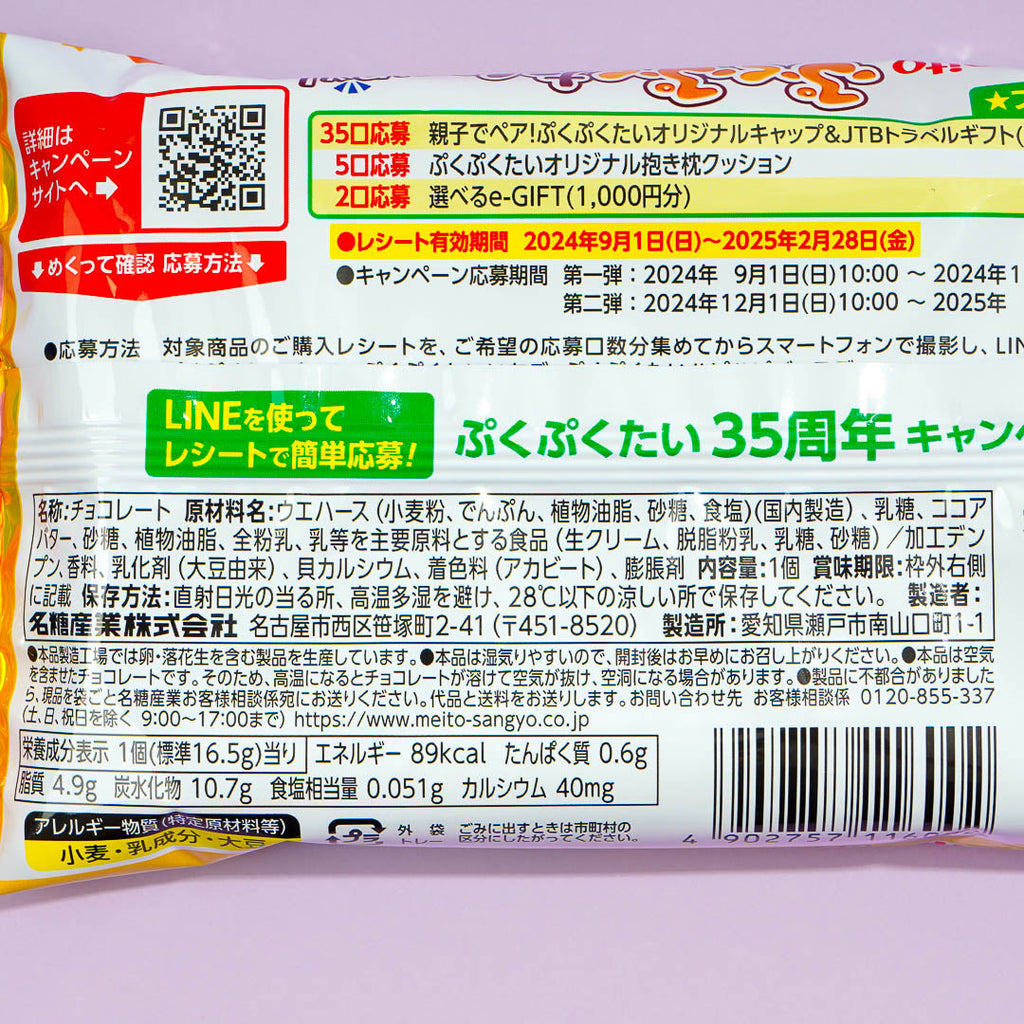 詳細は
キャンペーン
サイトへ
めくって確認 応募方法
35口応募 親子でペア!ぷくぷくたいオリジナルキャップ&JTBトラベルギフト(
5口応募 ぷくぷくたいオリジナル抱き枕クッション
2口応募 選べるe-GIFT(1,000円分)
●レシート有効期間 2024年9月1日(日)～2025年2月28日(金)
●キャンペーン応募期間 第一弾：2024年 9月1日(日)10:00 ～ 2024年1
第二弾：2024年12月1日(日)10:00 ～ 2025年
●応募方法 対象商品のご購入レシートを、ご希望の応募口数分集めてからスマートフォンで撮影し、LIN
LINEを使って
レシートで簡単応募!
ぷくぷくたい 35周年 キャン
名称:チョコレート 原材料名:ウエハース(小麦粉、でんぷん、植物油脂、砂糖、食塩)(国内製造)、乳糖、ココア
バター、砂糖、植物油脂、全粉乳、乳等を主要原料とする食品(生クリーム、脱脂粉乳、乳糖、砂糖)／加工デン
プン、香料、乳化剤(大豆由来)、貝カルシウム、着色料(アカビート)、膨脹剤 内容量:1個 賞味期限:枠外右側
に記載 保存方法:直射日光の当る所、高温多湿を避け、28℃以下の涼しい所で保存してください。 製造者:
名糖産業株式会社 名古屋市西区笹塚町2-41(〒451-8520) 製造所:愛知県瀬戸市南山口町1-1
●本品製造工場では卵・落花生を含む製品を生産しています。●本品は湿気りやすいので、開封後はお早めにお召し上がりください。●本品は空気
を含ませたチョコレートです。そのため、高温になるとチョコレートが溶けて空気が抜け、空洞になる場合があります。●製品に不都合がありました
ら、現品を袋ごと名糖産業お客様相談係宛にお送りください。代品と送料をお送りします。お問い合わせ先 お客様相談係 0120-855-337
(土、日、祝日を除く 9:00～17:00まで) https://www.meito-sangyo.co.jp
栄養成分表示 1個(標準16.5g)当り エネルギー 89kcal たんぱく質 0.6g
脂質 4.9g 炭水化物 10.7g 食塩相当量 0.051g カルシウム 40mg
アレルギー物質(特定原材料等)
小麦・乳成分・大豆
プラ
外袋
トレー
ごみに出すときは市町村の
区分にしたがってください。
4 902757 11